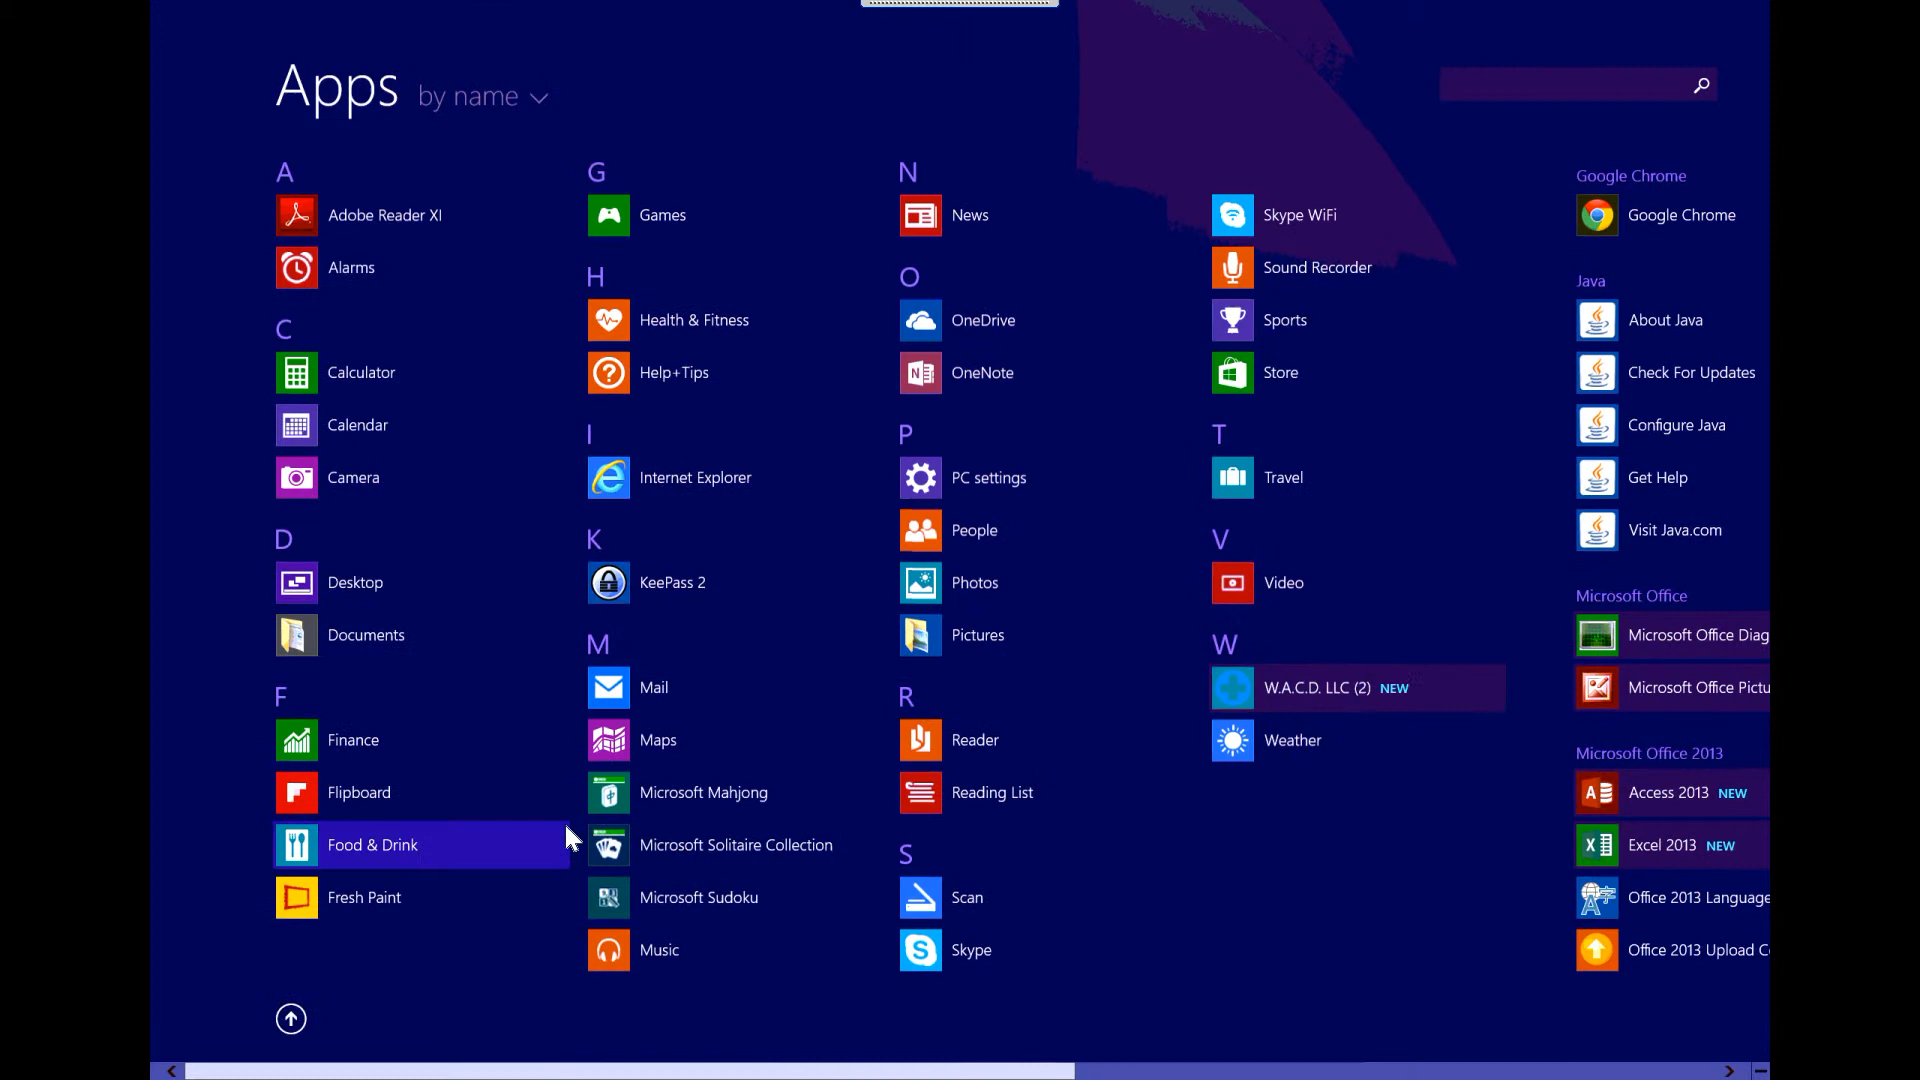 Apps by name
A
Adobe Reader XI
Alarms
C
Calculator
Calendar
Camera
D
Desktop
Documents
F
Finance
Flipboard
Food & Drink
Fresh Paint
G
Games
H
Health & Fitness
Help+Tips
I
Internet Explorer
K
KeePass 2
M
Mail
Maps
Microsoft Mahjong
Microsoft Solitaire Collection
Microsoft Sudoku
Music
N
News
O
OneDrive
OneNote
P
PC settings
People
Photos
Pictures
R
Reader
Reading List
S
Scan
Skype
Skype WiFi
Sound Recorder
Sports
Store
T
Travel
V
Video
W
W.A.C.D. LLC (2) NEW
Weather
Google Chrome
Google Chrome
Java
About Java
Check For Updates
Configure Java
Get Help
Visit Java.com
Microsoft Office
Microsoft Office Diag
Microsoft Office Pictu
Microsoft Office 2013
Access 2013 NEW
Excel 2013 NEW
Office 2013 Language
Office 2013 Upload C